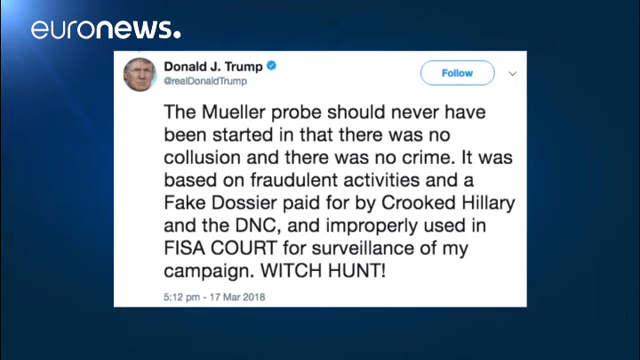 euronews.
Donald J. Trump
@realDonaldTrump
Follow
The Mueller probe should never have
been started in that there was no
collusion and there was no crime. It was
based on fraudulent activities and a
Fake Dossier paid for by Crooked Hillary
and the DNC, and improperly used in
FISA COURT for surveillance of my
campaign. WITCH HUNT!
5:12 pm - 17 Mar 2018